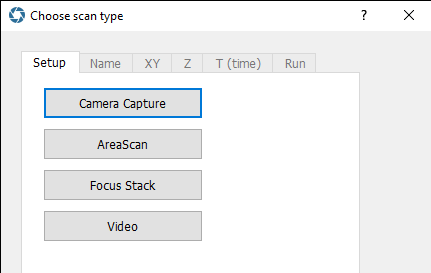 Choose scan type ? ×
Setup Name XY Z T (time) Run
Camera Capture
AreaScan
Focus Stack
Video